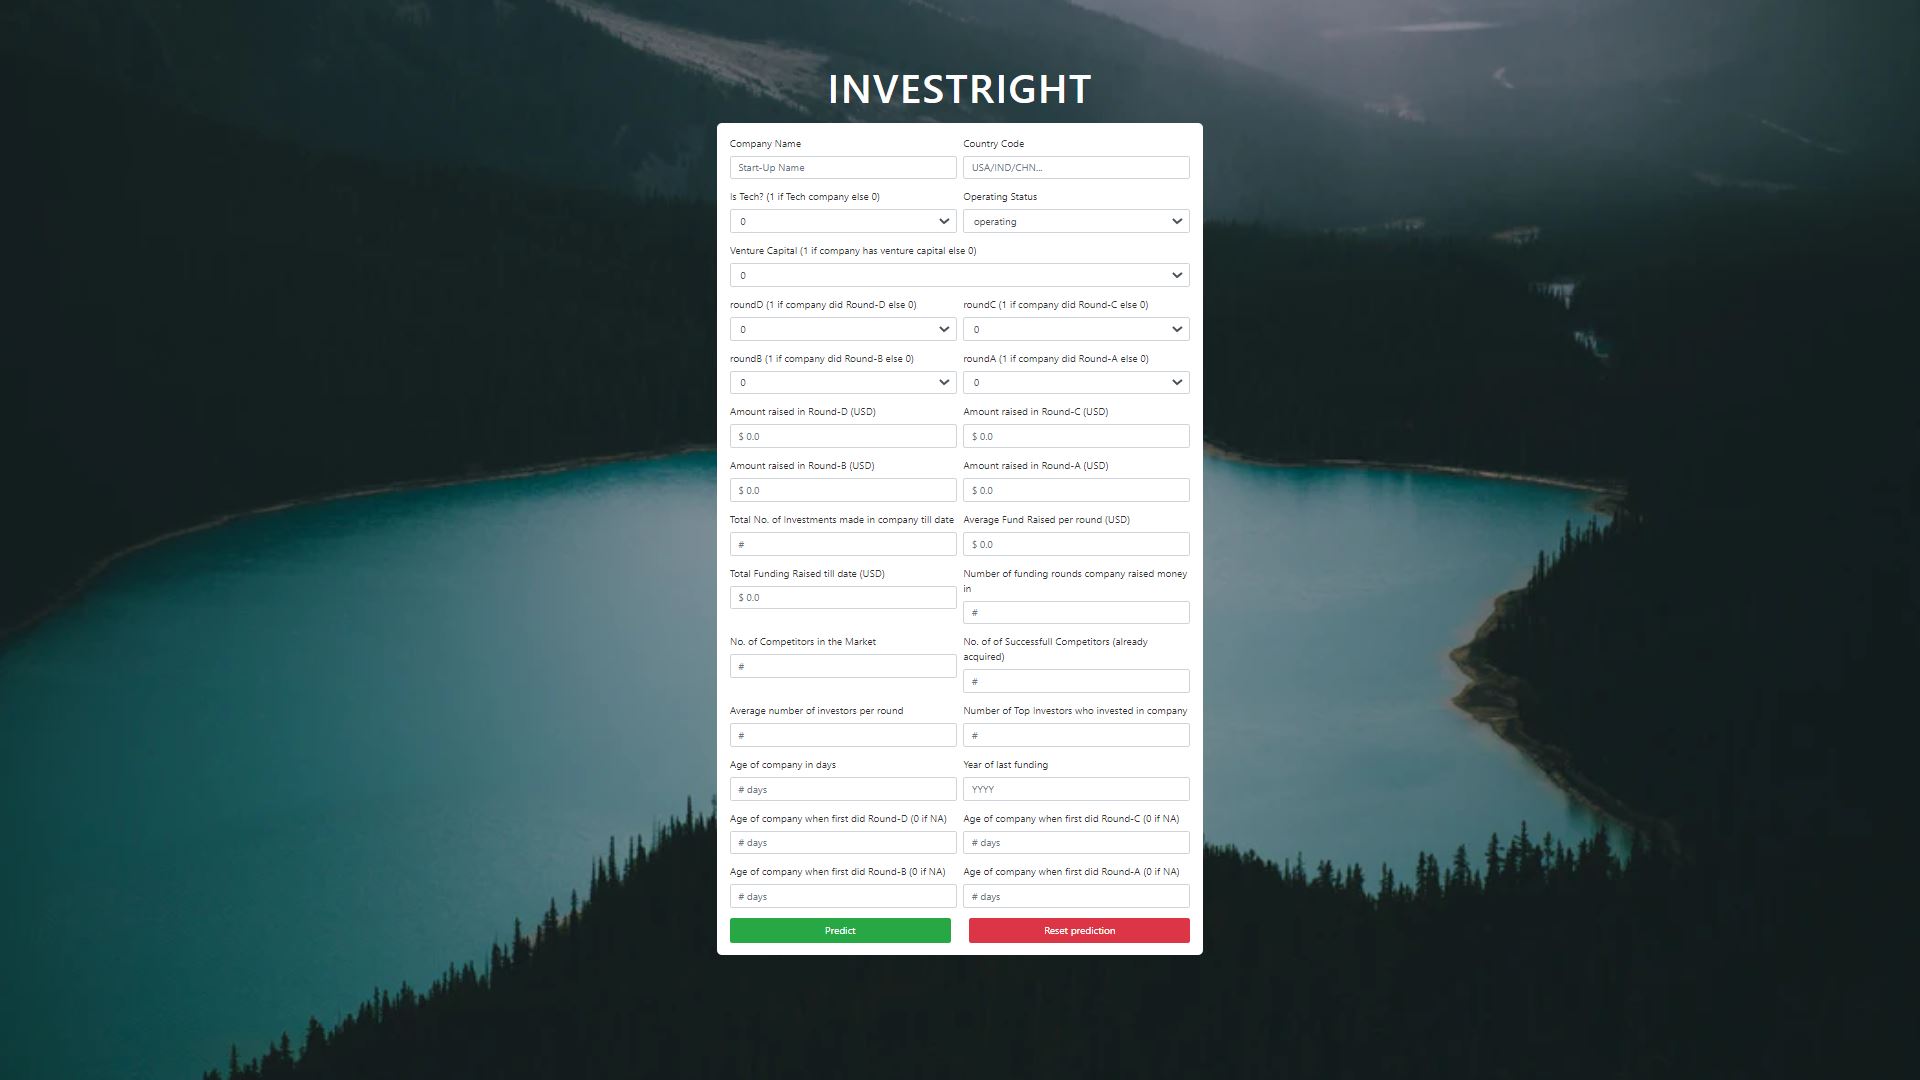 INVESTRIGHT
Company Name
Country Code
Start-Up Name
USA/IND/CHN...
Is Tech? (1 if Tech company else 0)
Operating Status
0
operating
Venture Capital (1 if company has venture capital else 0)
0
roundD (1 if company did Round-D else 0)
roundC (1 if company did Round-C else 0)
0
0
roundB (1 if company did Round-B else 0)
roundA (1 if company did Round-A else 0)
0
0
Amount raised in Round-D (USD)
Amount raised in Round-C (USD)
$ 0.0
$ 0.0
Amount raised in Round-B (USD)
Amount raised in Round-A (USD)
$ 0.0
$ 0.0
Total No. of Investments made in company till date
Average Fund Raised per round (USD)
#
$ 0.0
Total Funding Raised till date (USD)
Number of funding rounds company raised money
in
$ 0.0
#
No. of Competitors in the Market
No. of of Successfull Competitors (already
acquired)
#
#
Average number of investors per round
Number of Top Investors who invested in company
#
#
Age of company in days
Year of last funding
# days
YYYY
Age of company when first did Round-D (0 if NA)
Age of company when first did Round-C (0 if NA)
# days
# days
Age of company when first did Round-B (0 if NA)
Age of company when first did Round-A (0 if NA)
# days
# days
Predict
Reset prediction